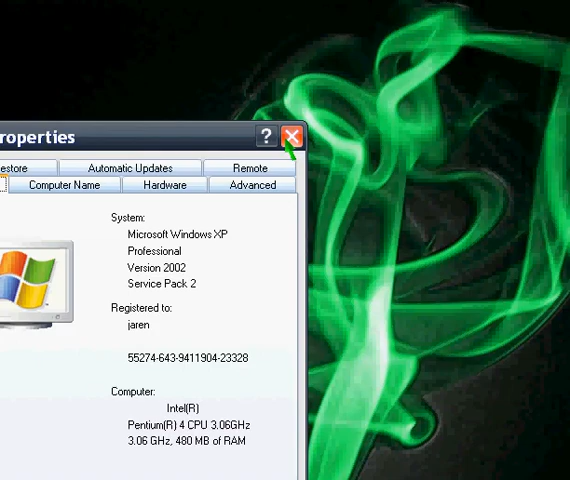 roperties
?
estore
Automatic Updates
Remote
Computer Name
Hardware
Advanced
System:
Microsoft Windows XP
Professional
Version 2002
Service Pack 2
Registered to:
jaren
55274-643-9411904-23328
Computer:
Intel(R)
Pentium(R) 4 CPU 3.06GHz
3.06 GHz, 480 MB of RAM